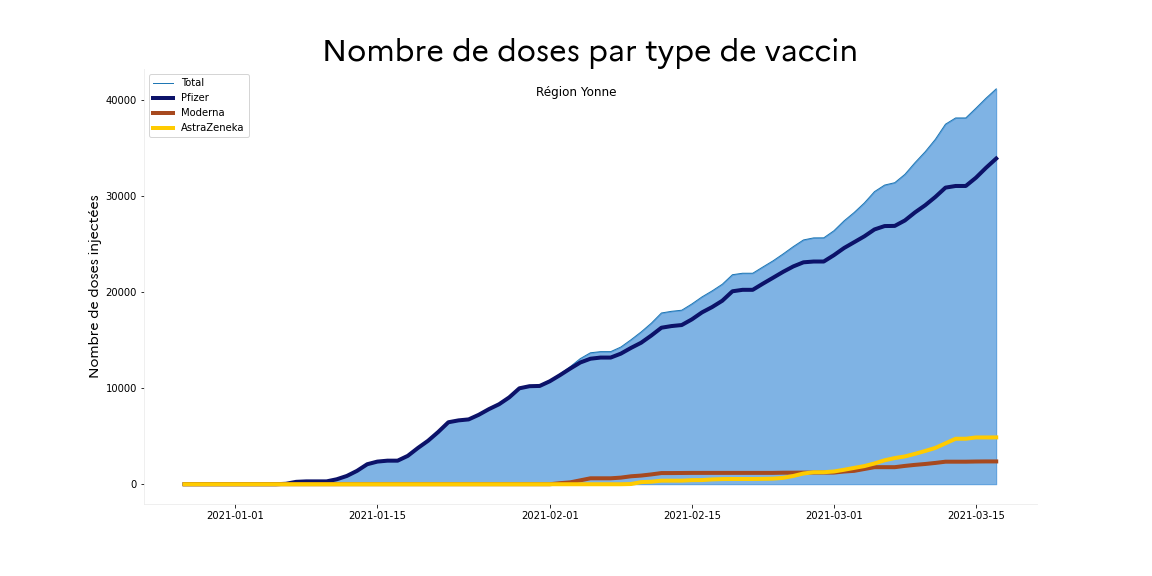 Nombre de doses par type de vaccin
Région Yonne
Total
Pfizer
Moderna
AstraZeneka
Nombre de doses injectées
40000
30000
20000
10000
0
2021-01-01
2021-01-15
2021-02-01
2021-02-15
2021-03-01
2021-03-15